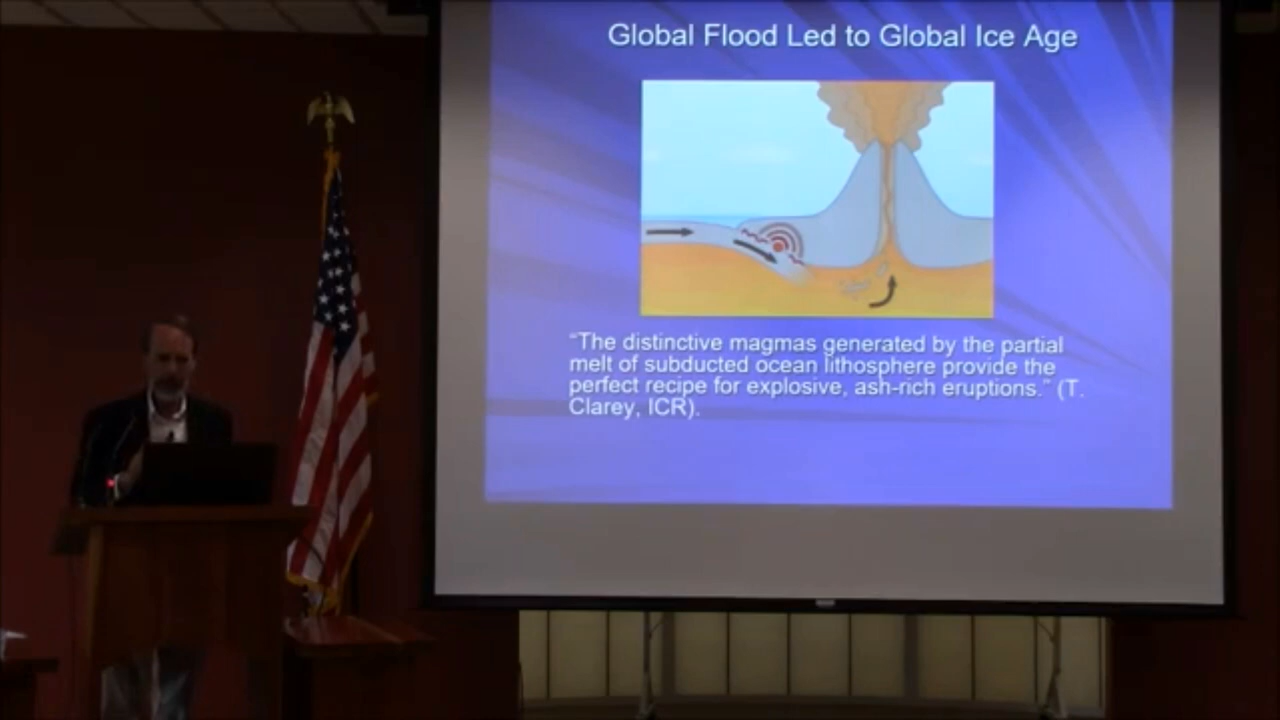 Global Flood Led to Global Ice Age
“The distinctive magmas generated by the partial
melt of subducted ocean lithosphere provide the
perfect recipe for explosive, ash-rich eruptions.” (T.
Clarey, ICR).